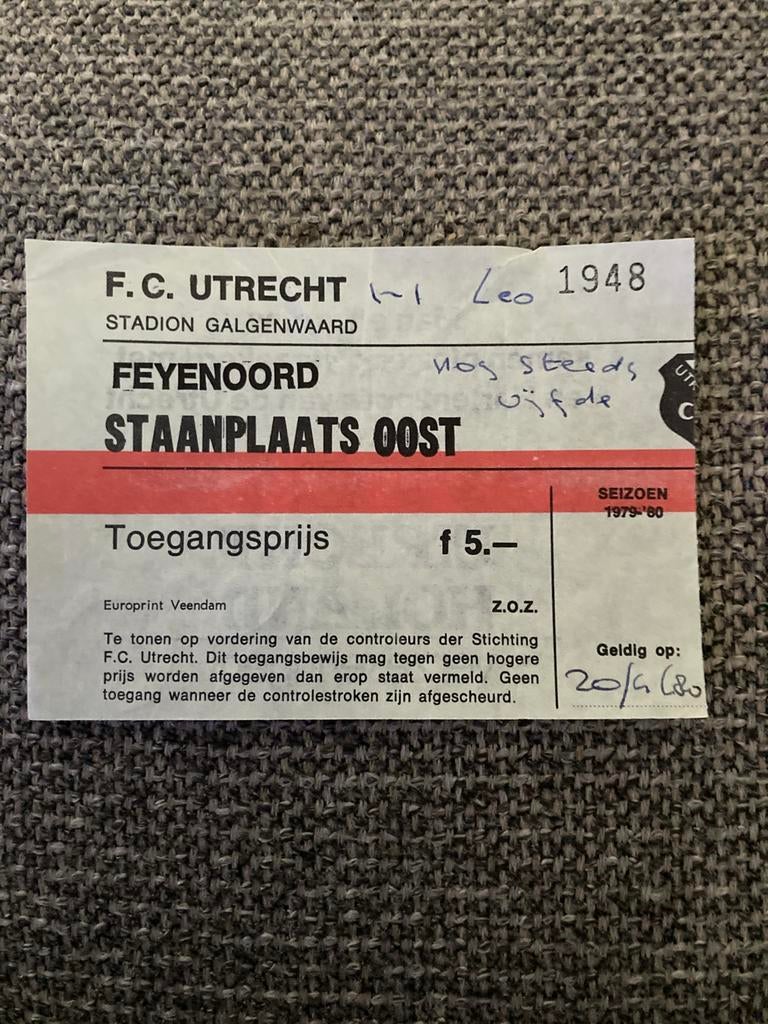 F.C. UTRECHT 1-1 Leo 1948
STADION GALGENWAARD
FEYENOORD
nog steeds
vijfde
STAANPLAATS OOST
UTR
C
SEIZOEN
1979-'80
Toegangsprijs f 5.—
Europrint Veendam Z.O.Z.
Te tonen op vordering van de controleurs der Stichting
F.C. Utrecht. Dit toegangsbewijs mag tegen geen hogere
prijs worden afgegeven dan erop staat vermeld. Geen
toegang wanneer de controlestroken zijn afgescheurd.
Geldig op:
20/4/80